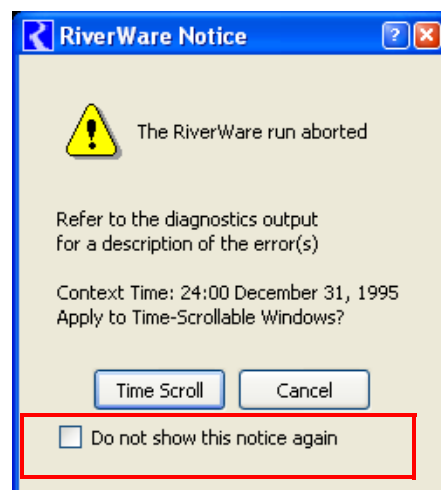 RiverWare Notice
The RiverWare run aborted
Refer to the diagnostics output
for a description of the error(s)
Context Time: 24:00 December 31, 1995
Apply to Time-Scrollable Windows?
Time Scroll Cancel
Do not show this notice again